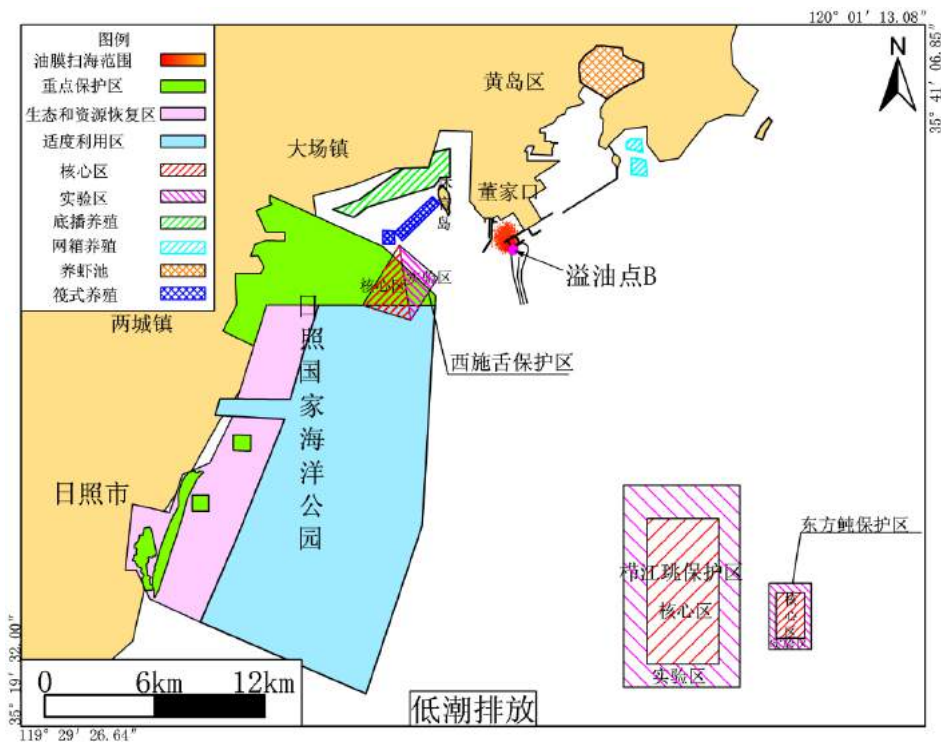 120° 01′ 13.08″
35° 41′ 06.85″
N
图例
油膜扫海范围
重点保护区
生态和资源恢复区
适度利用区
核心区
实验区
底播养殖
网箱养殖
养虾池
筏式养殖
黄岛区
大场镇
董家口
岛
溢油点B
核心区
实验区
两城镇
西施舌保护区
日照国家海洋公园
日照市
东方鲀保护区
栉江珧保护区
核心区
实验区
核心区
实验区
0 6km 12km
低潮排放
35° 19′ 32.00″
119° 29′ 26.64″